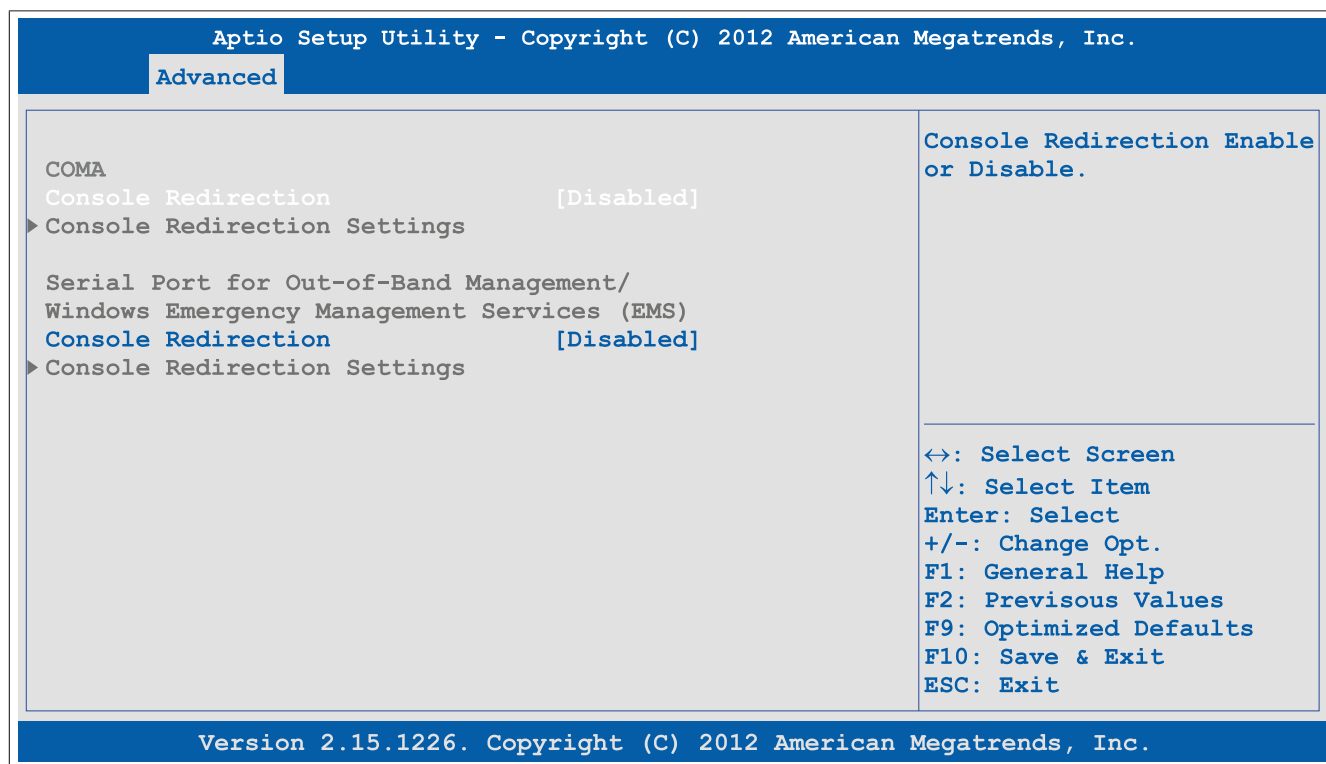 Aptio Setup Utility - Copyright (C) 2012 American Megatrends, Inc.
Advanced
COMA
Console Redirection [Disabled]
▶ Console Redirection Settings
Serial Port for Out-of-Band Management/
Windows Emergency Management Services (EMS)
Console Redirection [Disabled]
▶ Console Redirection Settings
Console Redirection Enable
or Disable.
↔: Select Screen
↑↓: Select Item
Enter: Select
+/-: Change Opt.
F1: General Help
F2: Previsous Values
F9: Optimized Defaults
F10: Save & Exit
ESC: Exit
Version 2.15.1226. Copyright (C) 2012 American Megatrends, Inc.